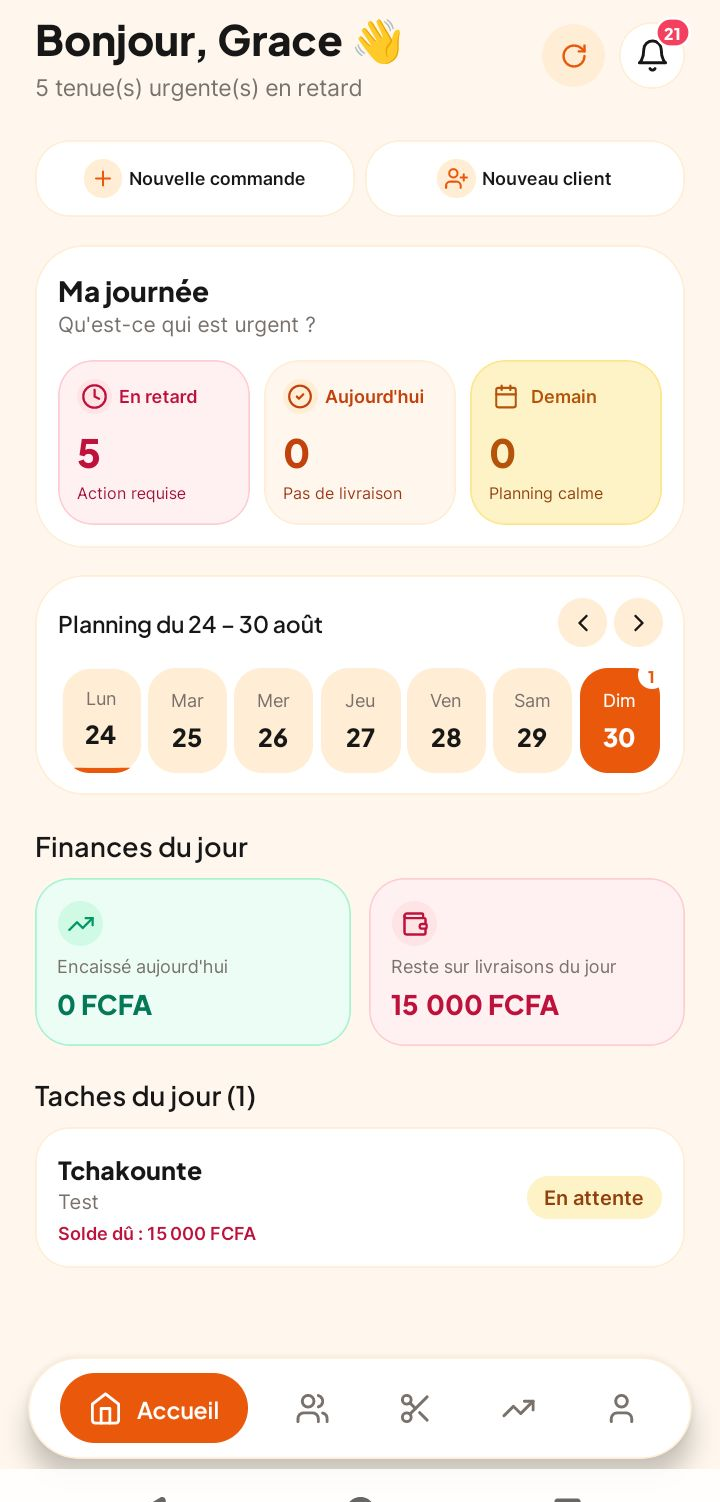 Bonjour, Grace 👋
21
5 tenue(s) urgente(s) en retard
Nouvelle commande
Nouveau client
Ma journée
Qu'est-ce qui est urgent ?
En retard
Aujourd'hui
Demain
5
0
0
Action requise
Pas de livraison
Planning calme
Planning du 24 – 30 août
1
Lun
Mar
Mer
Jeu
Ven
Sam
Dim
24
25
26
27
28
29
30
Finances du jour
Encaissé aujourd'hui
0 FCFA
Reste sur livraisons du jour
15 000 FCFA
Taches du jour (1)
Tchakounte
Test
Solde dû : 15 000 FCFA
En attente
Accueil